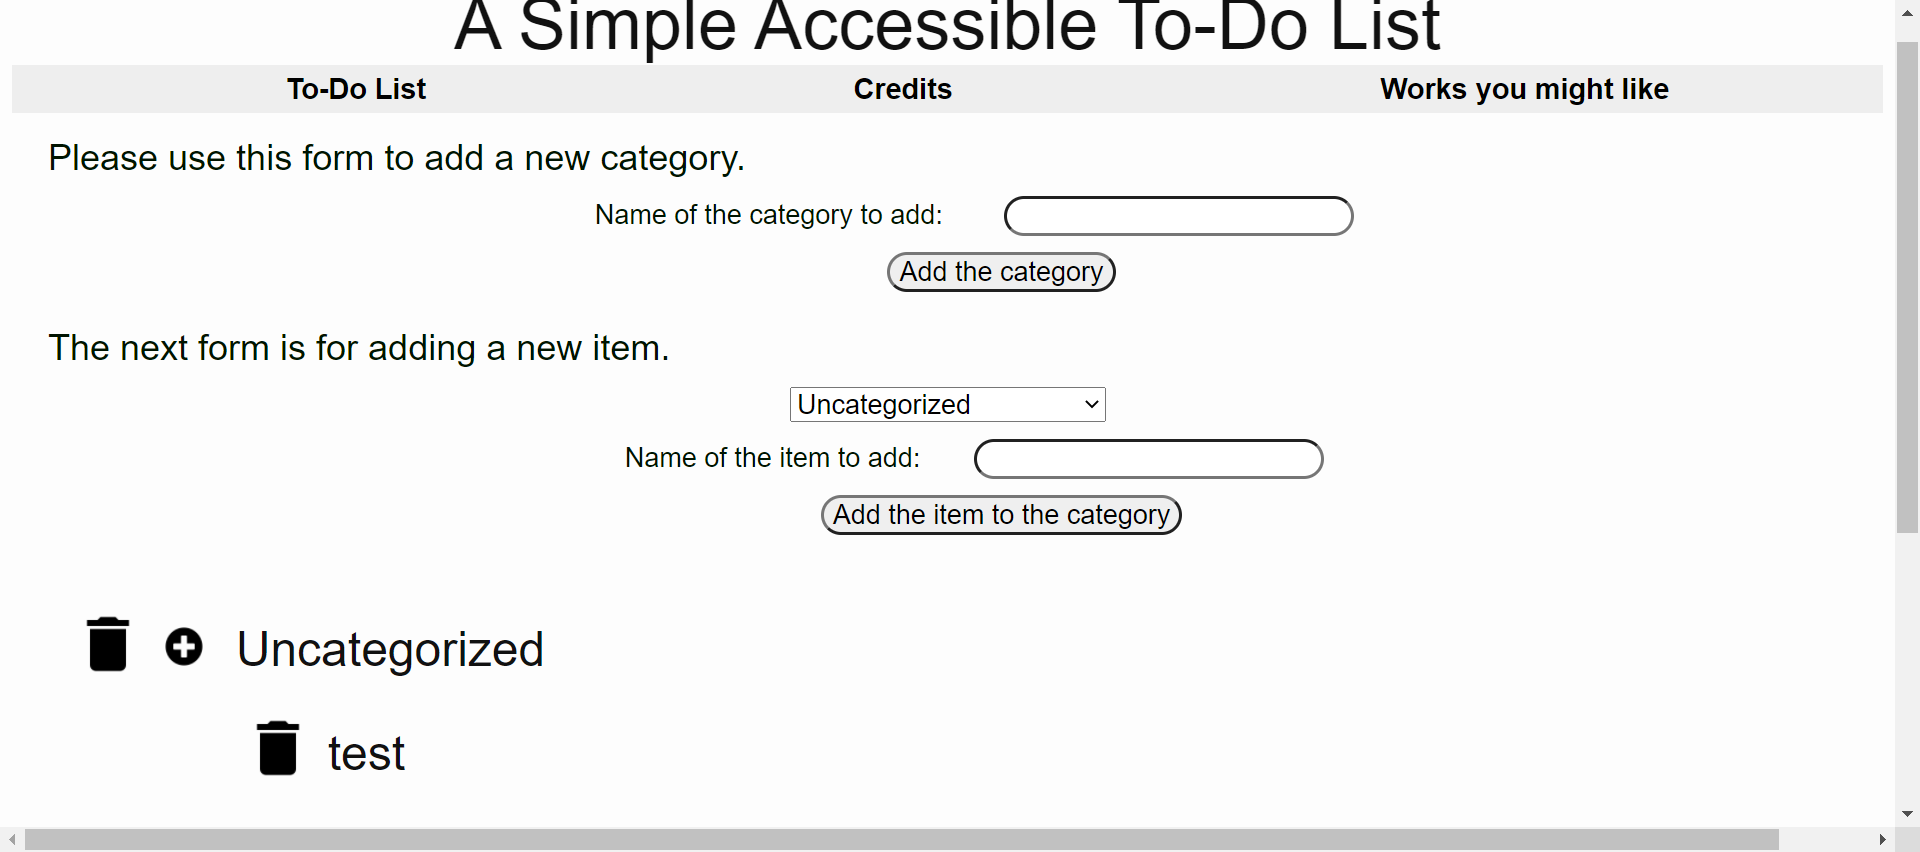 A Simple Accessible To-Do List
To-Do List Credits Works you might like
Please use this form to add a new category.
Name of the category to add:
Add the category
The next form is for adding a new item.
Uncategorized
Name of the item to add:
Add the item to the category
Uncategorized
test